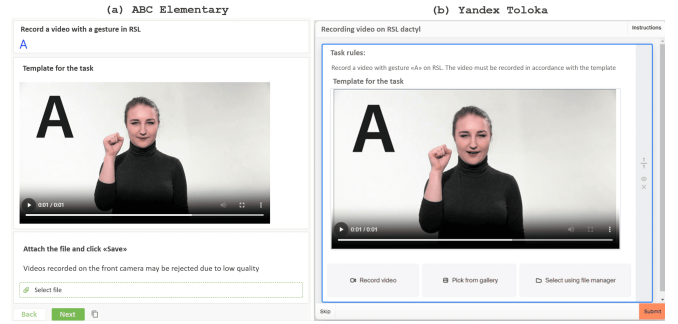 (a) ABC Elementary
Record a video with a gesture in RSL
A
Template for the task
A
0:01 / 0:01
Attach the file and click «Save»
Videos recorded on the front camera may be rejected due to low quality
Select file
Back
Next
(b) Yandex Toloka
Recording video on RSL dactyl
Instructions
Task rules:
Record a video with gesture «A» on RSL. The video must be recorded in accordance with the template
Template for the task
A
0:01 / 0:01
Record video
Pick from gallery
Select using file manager
Skip
Submit